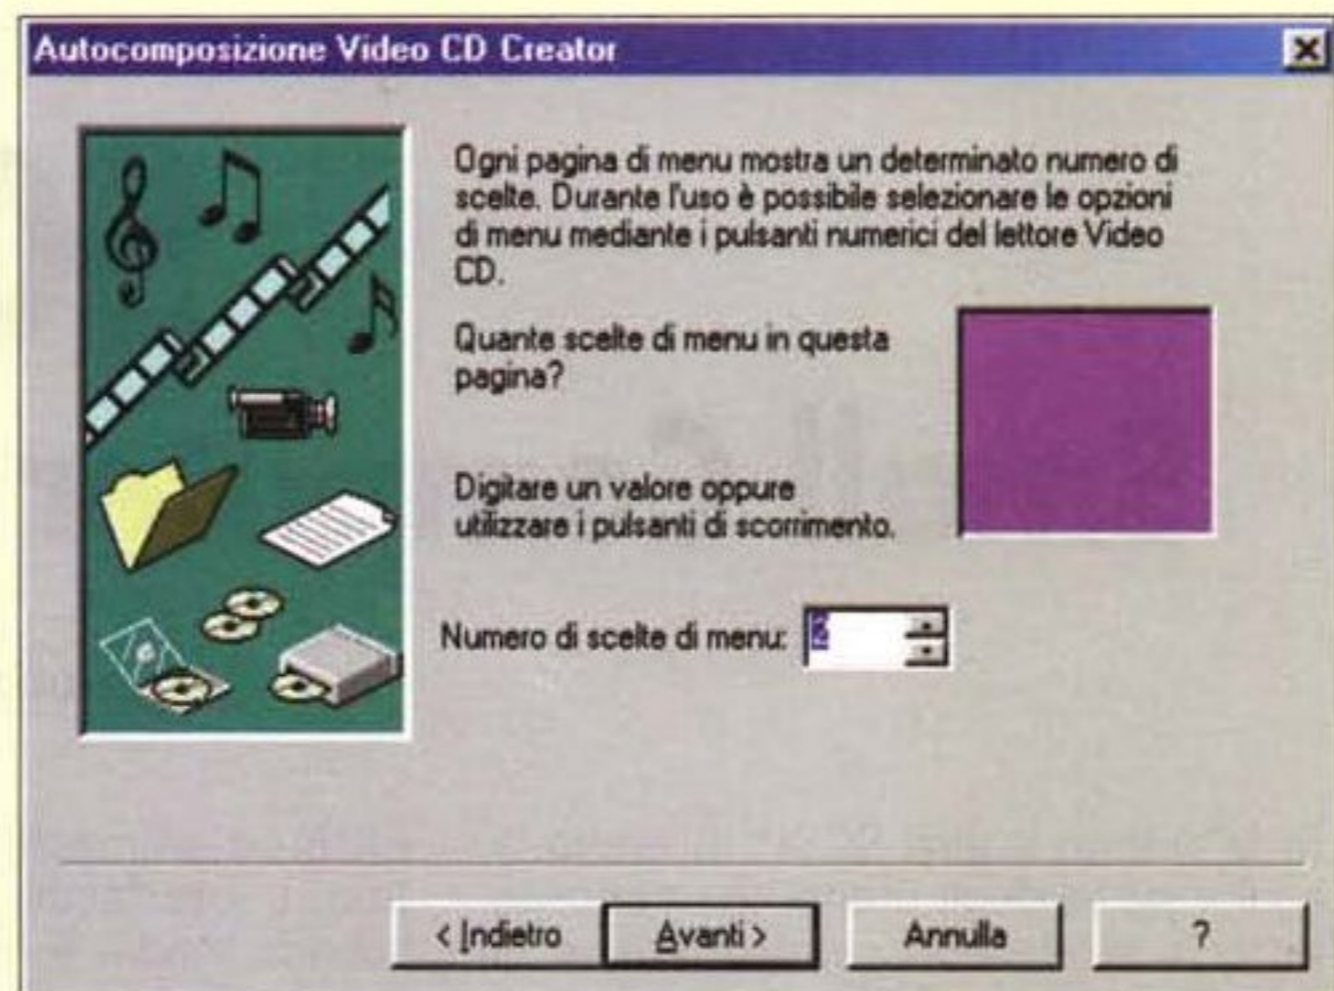 Autocomposizione Video CD Creator
Ogni pagina di menu mostra un determinato numero di
scelte. Durante l'uso è possibile selezionare le opzioni
di menu mediante i pulsanti numerici del lettore Video
CD.
Quante scelte di menu in questa
pagina?
Digitare un valore oppure
utilizzare i pulsanti di scorrimento.
Numero di scelte di menu: 2
< Indietro
Avanti >
Annulla
?